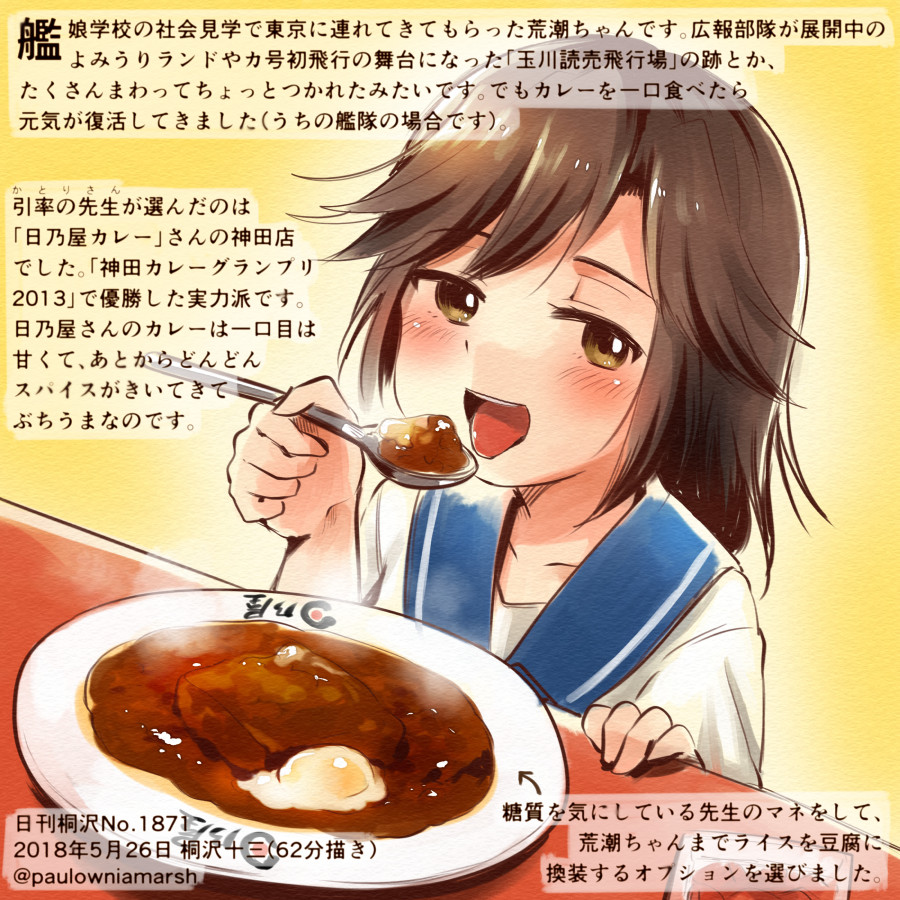 艦娘学校の社会見学で東京に連れてきてもらった荒潮ちゃんです。広報部隊が展開中の
よみうりランドやカ号初飛行の舞台になった「玉川読売飛行場」の跡とか、
たくさんまわってちょっとつかれたみたいです。でもカレーを一口食べたら
元気が復活してきました(うちの艦隊の場合です)。
かとりさん
引率の先生が選んだのは
「日乃屋カレー」さんの神田店
でした。「神田カレーグランプリ
2013」で優勝した実力派です。
日乃屋さんのカレーは一口目は
甘くて、あとからどんどん
スパイスがきいてきて
ぶちうまなのです。
日乃屋
日乃屋
糖質を気にしている先生のマネをして、
荒潮ちゃんまでライスを豆腐に
換装するオプションを選びました。
日刊桐沢No.1871
2018年5月26日 桐沢十三(62分描き)
@paulowniamarsh